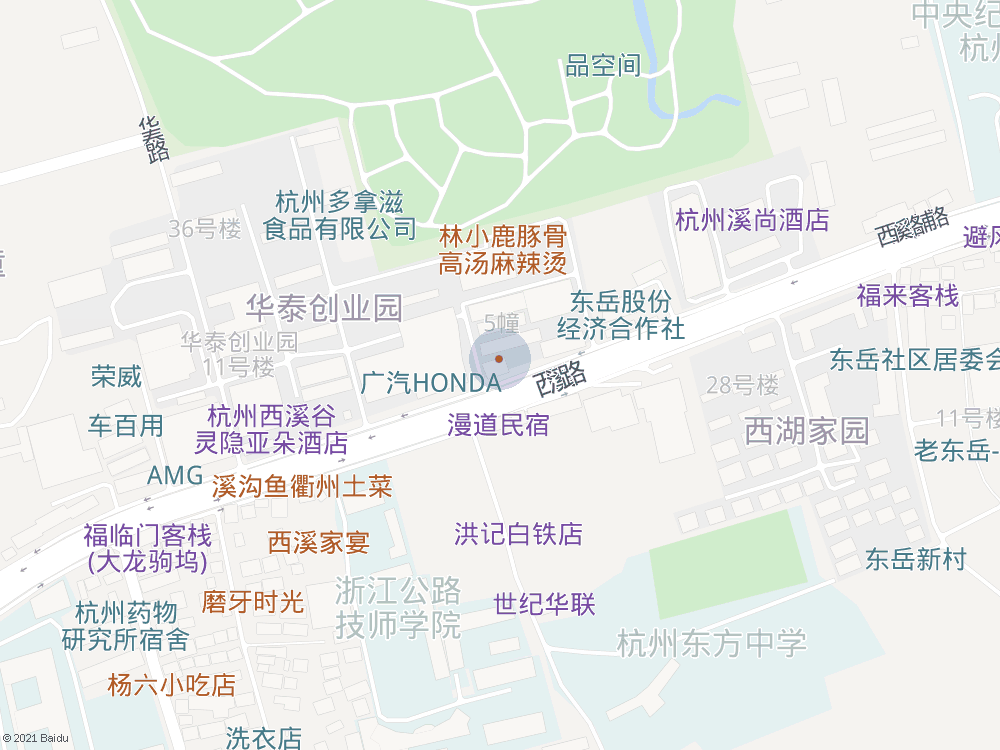 中央纪
杭州
品空间
华泰路
杭州多拿滋
食品有限公司
36号楼
林小鹿豚骨
高汤麻辣烫
杭州溪尚酒店
西溪路辅路
避风
华泰创业园
5幢
东岳股份
经济合作社
福来客栈
华泰创业园
11号楼
荣威
广汽HONDA
西溪路
28号楼
东岳社区居委会
杭州西溪谷
灵隐亚朵酒店
车百用
漫道民宿
西湖家园
11号楼
老东岳-
AMG
溪沟鱼衢州土菜
福临门客栈
(大龙驹坞)
西溪家宴
洪记白铁店
东岳新村
磨牙时光
浙江公路
技师学院
世纪华联
杭州药物
研究所宿舍
杭州东方中学
杨六小吃店
洗衣店
© 2021 Baidu